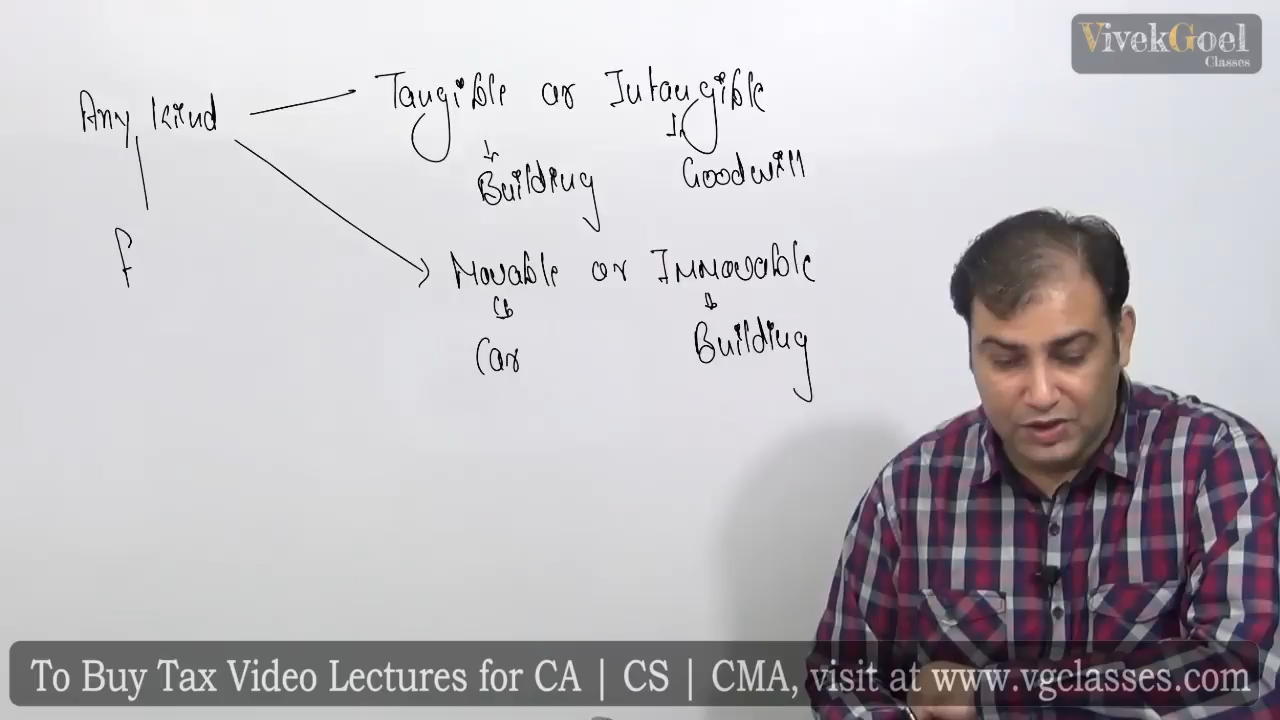 VivekGoel
Classes
Any kind Tangible or Intangible
Building Goodwill
F
Movable or Immovable
Car Building
To Buy Tax Video Lectures for CA | CS | CMA, visit at www.vgclasses.com